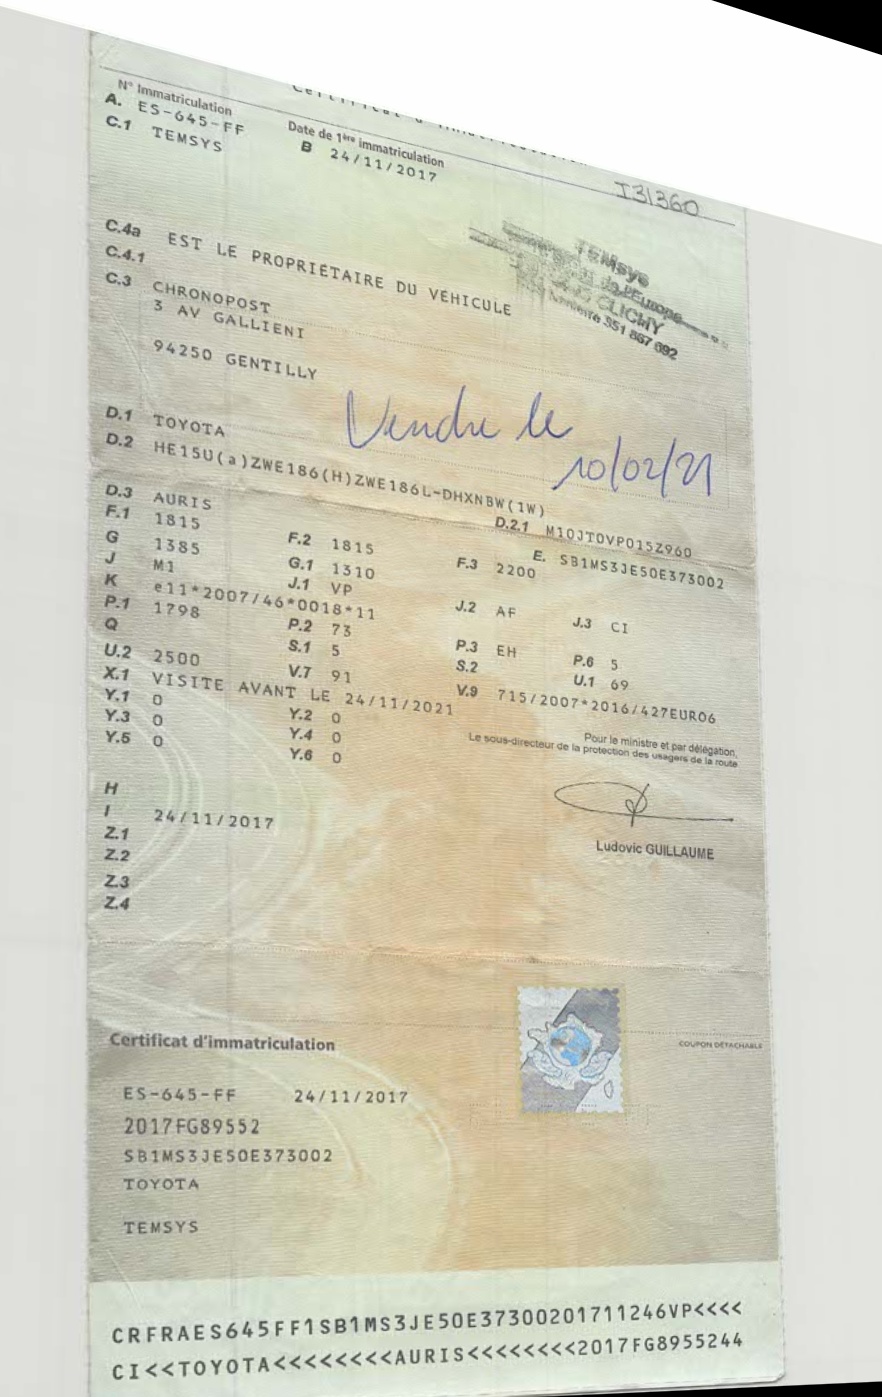 Certificat d'immatriculation
N° Immatriculation
A. ES-645-FF
Date de 1ère immatriculation
B 24/11/2017
C.1 TEMSYS
I31360
TEMsys
de l'Europe
CLICHY
Nanterre 351 867 692
C.4a EST LE PROPRIÉTAIRE DU VÉHICULE
C.4.1
C.3 CHRONOPOST
3 AV GALLIENI
94250 GENTILLY
Vendu le
10/02/21
D.1 TOYOTA
D.2 HE15U(a)ZWE186(H)ZWE186L-DHXNBW(1W)
D.2.1 M10JTOVP015Z960
D.3 AURIS
E. SB1MS3JE50E373002
F.1 1815 F.2 1815 F.3 2200
G 1385 G.1 1310
J M1 J.1 VP J.2 AF J.3 CI
K e11*2007/46*0018*11
P.1 1798 P.2 73 P.3 EH P.6 5
Q S.1 5 S.2 U.1 69
U.2 2500 V.7 91 V.9 715/2007*2016/427EURO6
X.1 VISITE AVANT LE 24/11/2021
Y.1 0 Y.2 0
Y.3 0 Y.4 0
Y.5 0 Y.6 0
Pour le ministre et par délégation,
Le sous-directeur de la protection des usagers de la route
H
I 24/11/2017
Z.1
Z.2
Z.3
Z.4
Ludovic GUILLAUME
Certificat d'immatriculation
COUPON DÉTACHABLE
ES-645-FF 24/11/2017
2017FG89552
SB1MS3JE50E373002
TOYOTA
TEMSYS
CRFRAES645FF1SB1MS3JE50E37300201711246VP<<<<
CI<<TOYOTA<<<<<<<<AURIS<<<<<<<<2017FG8955244